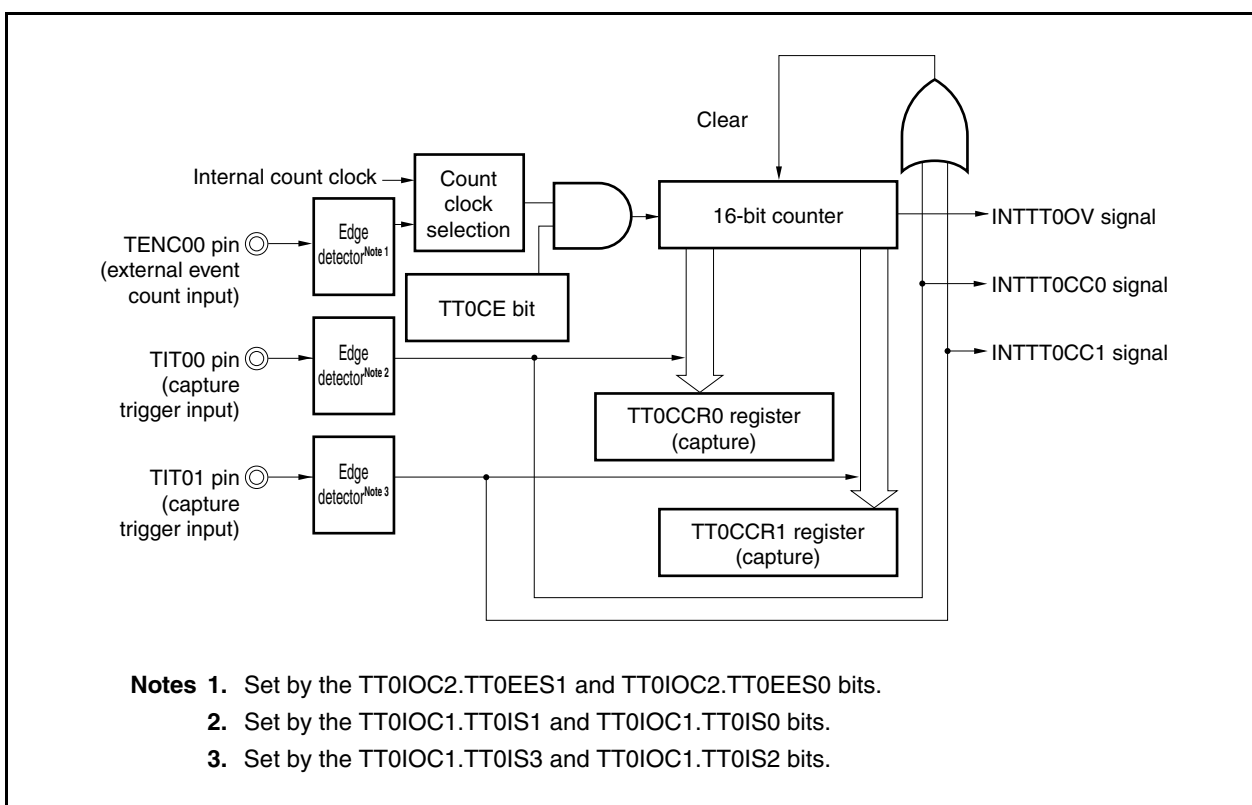 Clear
Internal count clock
Count
clock
selection
16-bit counter
INTTT0OV signal
TENC00 pin
(external event
count input)
Edge
detectorNote 1
TT0CE bit
INTTT0CC0 signal
TIT00 pin
(capture
trigger input)
Edge
detectorNote 2
INTTT0CC1 signal
TT0CCR0 register
(capture)
TIT01 pin
(capture
trigger input)
Edge
detectorNote 3
TT0CCR1 register
(capture)
Notes 1. Set by the TT0IOC2.TT0EES1 and TT0IOC2.TT0EES0 bits.
2. Set by the TT0IOC1.TT0IS1 and TT0IOC1.TT0IS0 bits.
3. Set by the TT0IOC1.TT0IS3 and TT0IOC1.TT0IS2 bits.